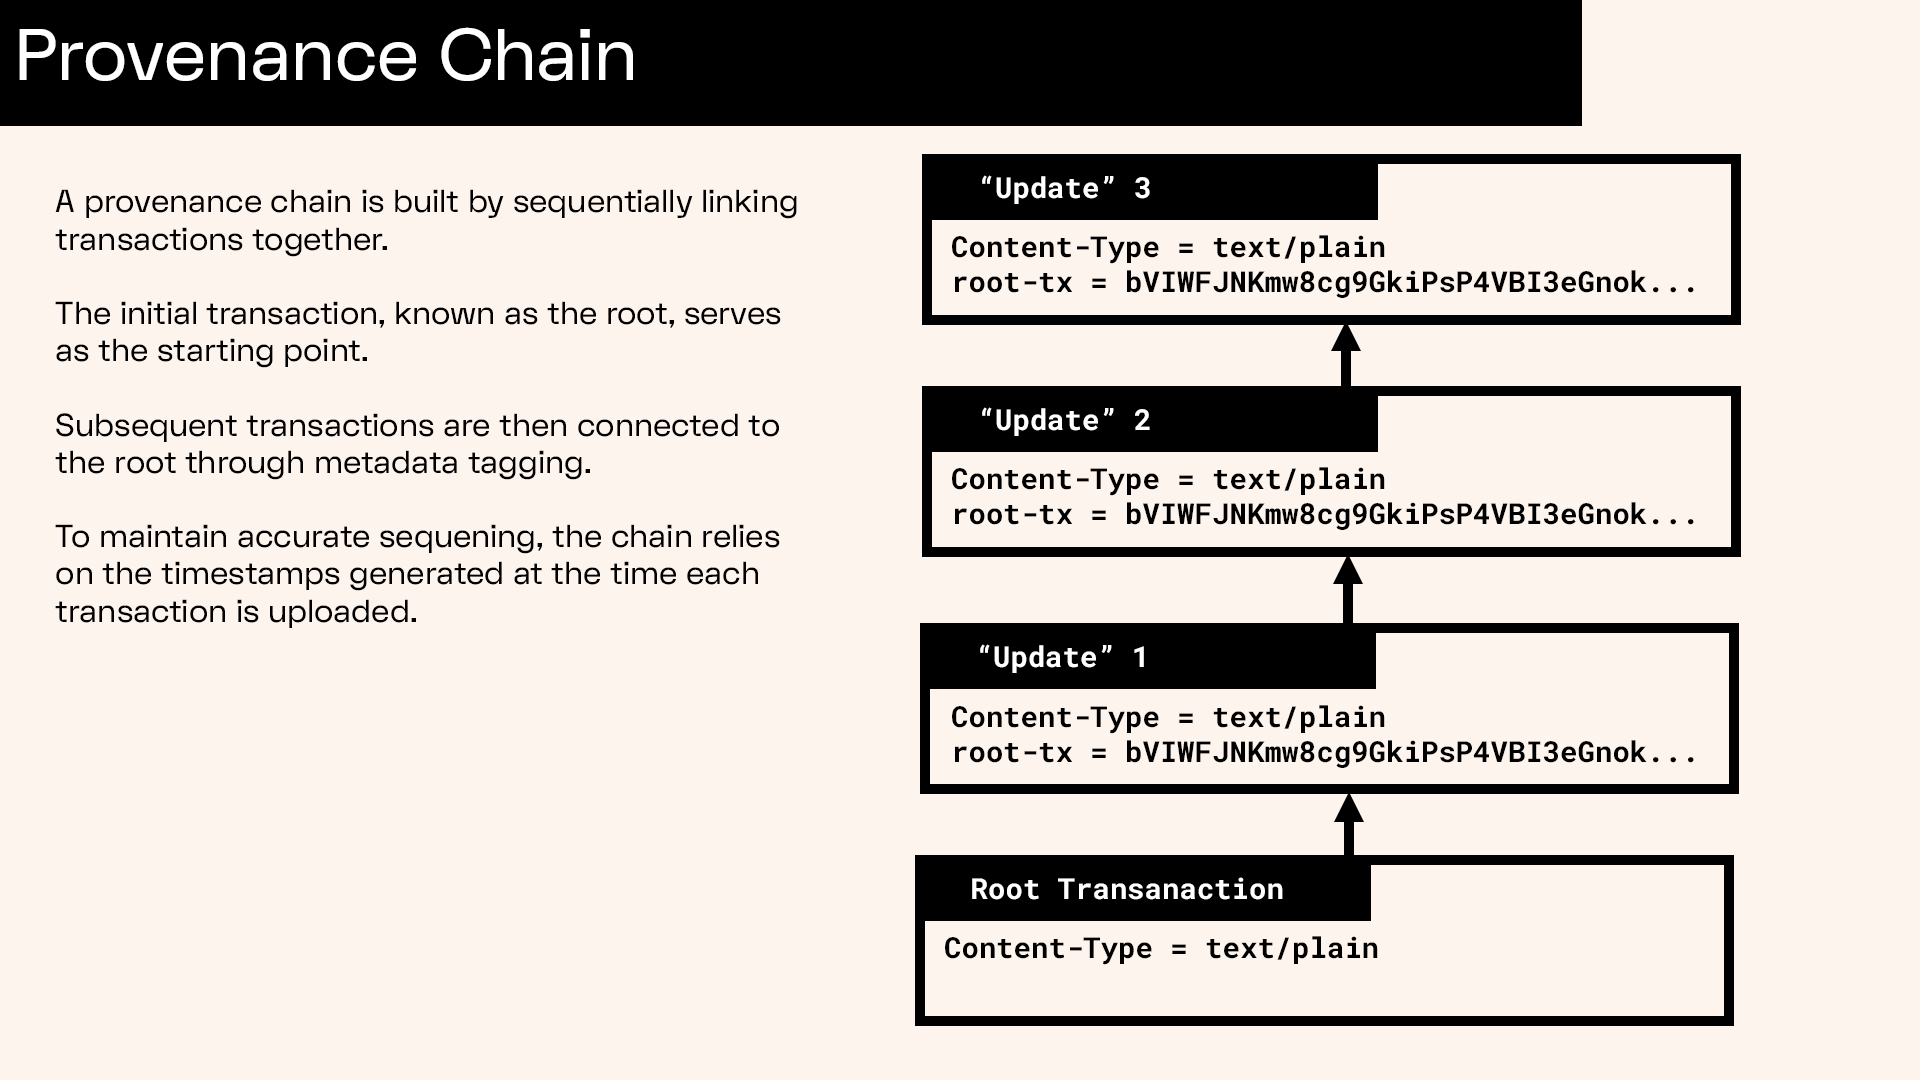 Provenance Chain
A provenance chain is built by sequentially linking
transactions together.
The initial transaction, known as the root, serves
as the starting point.
Subsequent transactions are then connected to
the root through metadata tagging.
To maintain accurate sequening, the chain relies
on the timestamps generated at the time each
transaction is uploaded.
“Update” 3
Content-Type = text/plain
root-tx = bVIWFJNKmw8cg9GkiPsP4VBI3eGnok...
“Update” 2
Content-Type = text/plain
root-tx = bVIWFJNKmw8cg9GkiPsP4VBI3eGnok...
“Update” 1
Content-Type = text/plain
root-tx = bVIWFJNKmw8cg9GkiPsP4VBI3eGnok...
Root Transanaction
Content-Type = text/plain